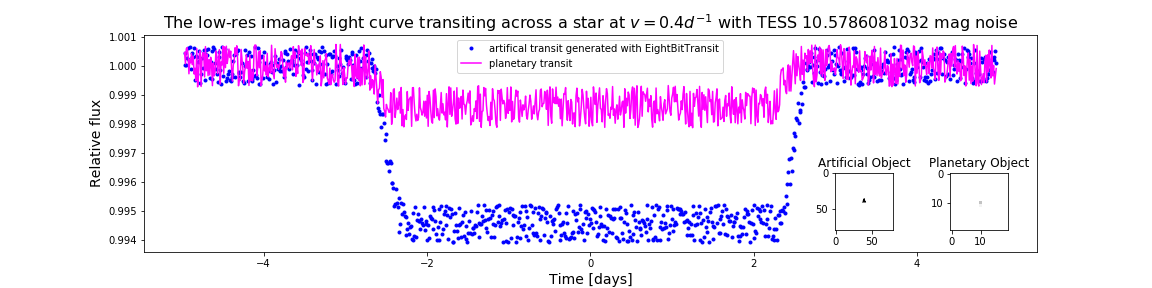 The low-res image's light curve transiting across a star at v = 0.4d⁻¹ with TESS 10.5786081032 mag noise
1.001
1.000
0.999
0.998
0.997
0.996
0.995
0.994
Relative flux
artifical transit generated with EightBitTransit
planetary transit
Artificial Object
0
50
0 50
Planetary Object
0
10
0 10
−4 −2 0 2 4
Time [days]